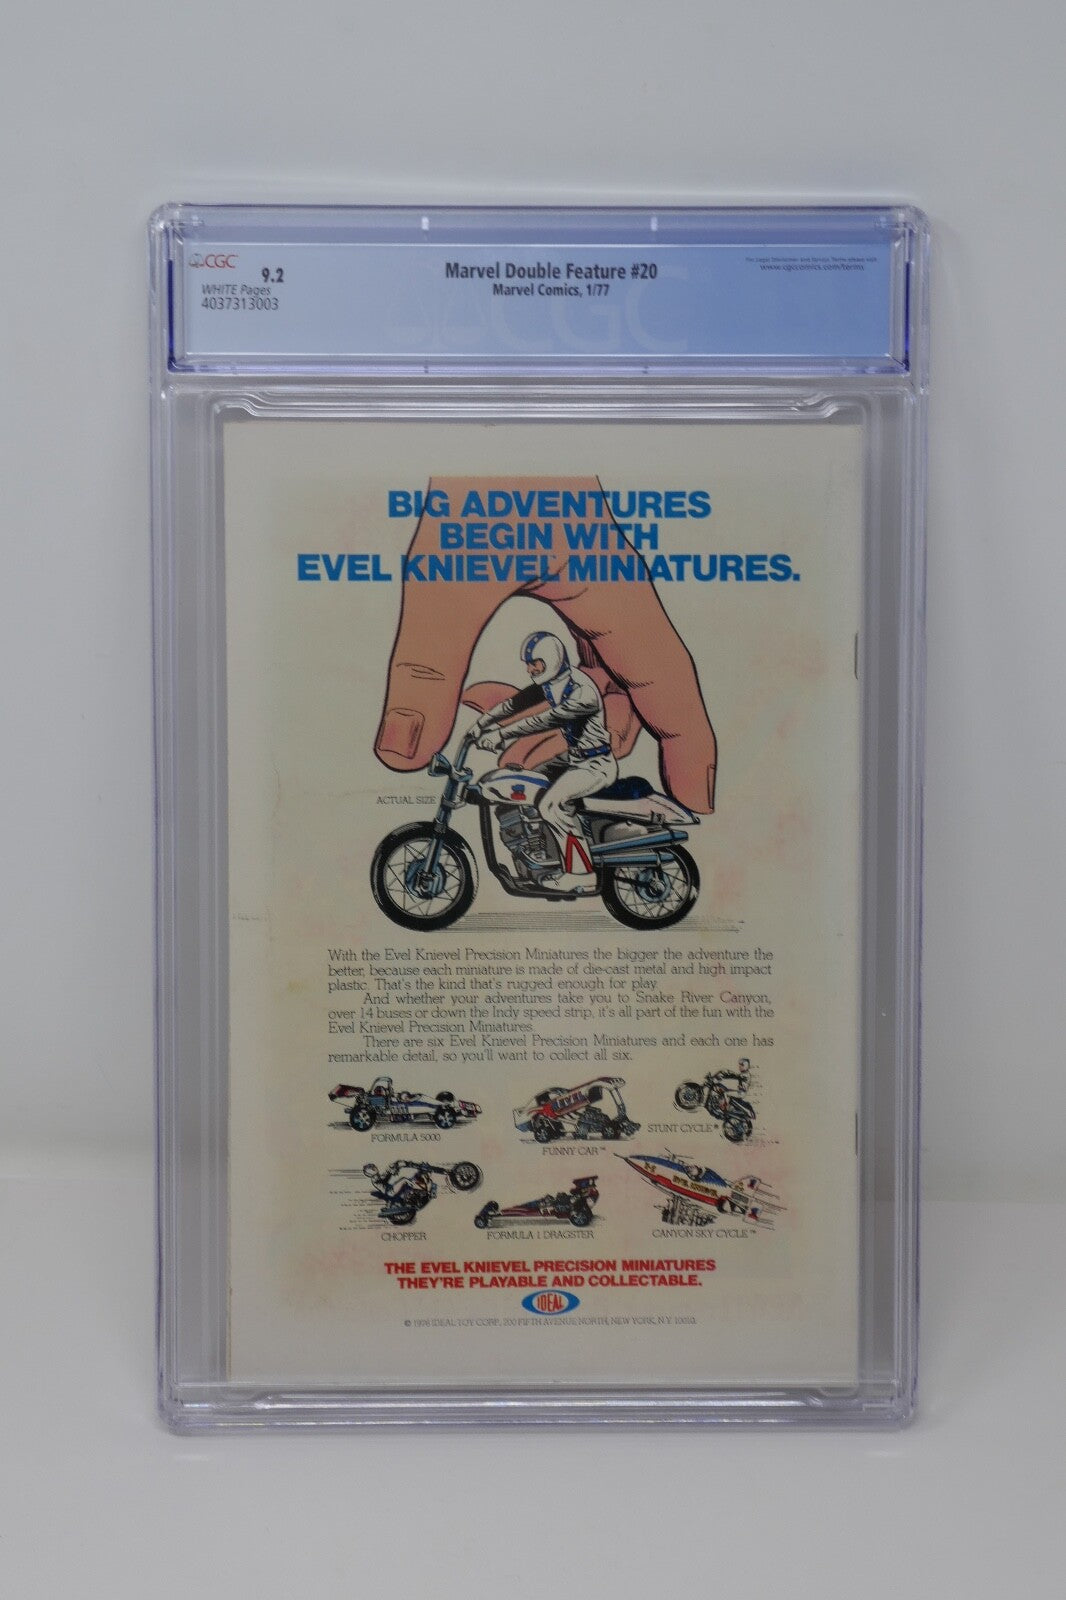 CGC
9.2
WHITE Pages
4037313003
Marvel Double Feature #20
Marvel Comics, 1/77
www.cgccomics.com/terms
CGC
BIG ADVENTURES
BEGIN WITH
EVEL KNIEVEL MINIATURES.
ACTUAL SIZE
With the Evel Knievel Precision Miniatures the bigger the adventure the
better, because each miniature is made of die-cast metal and high impact
plastic. That's the kind that's rugged enough for play.
And whether your adventures take you to Snake River Canyon,
over 14 buses or down the Indy speed strip, it's all part of the fun with the
Evel Knievel Precision Miniatures.
There are six Evel Knievel Precision Miniatures and each one has
remarkable detail, so you'll want to collect all six.
FORMULA 5000
FUNNY CAR™
STUNT CYCLE®
CHOPPER
FORMULA 1 DRAGSTER
CANYON SKY CYCLE™
THE EVEL KNIEVEL PRECISION MINIATURES
THEY'RE PLAYABLE AND COLLECTABLE.
IDEAL
© 1976 IDEAL TOY CORP., 200 FIFTH AVENUE NORTH, NEW YORK, N.Y. 10010.